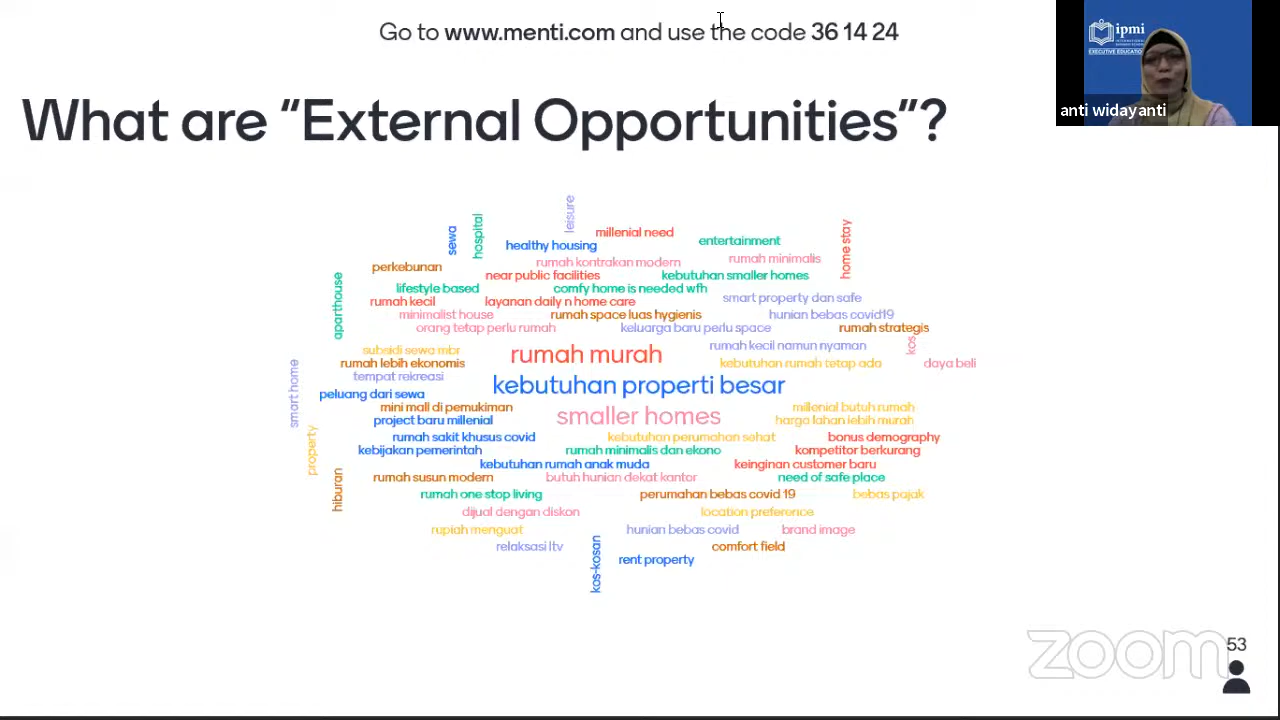 Go to www.menti.com and use the code 36 14 24
ipmi
INTERNATIONAL BUSINESS SCHOOL
EXECUTIVE EDUCATION
anti widayanti
What are “External Opportunities”?
leisure
sewa
hospital
millenial need
home stay
healthy housing
entertainment
rumah kontrakan modern
rumah minimalis
perkebunan
near public facilities
kebutuhan smaller homes
aparthouse
lifestyle based
comfy home is needed wfh
rumah kecil
layanan daily n home care
smart property dan safe
minimalist house
rumah space luas hygienis
hunian bebas covid19
orang tetap perlu rumah
keluarga baru perlu space
rumah strategis
kos
subsidi sewa mbr
rumah murah
rumah kecil namun nyaman
rumah lebih ekonomis
kebutuhan rumah tetap ada
daya beli
smart home
tempat rekreasi
kebutuhan properti besar
peluang dari sewa
mini mall di pemukiman
smaller homes
millenial butuh rumah
project baru millenial
harga lahan lebih murah
property
rumah sakit khusus covid
kebutuhan perumahan sehat
bonus demography
kebijakan pemerintah
rumah minimalis dan ekono
kompetitor berkurang
kebutuhan rumah anak muda
keinginan customer baru
hiburan
rumah susun modern
butuh hunian dekat kantor
need of safe place
rumah one stop living
perumahan bebas covid 19
bebas pajak
dijual dengan diskon
location preference
rupiah menguat
hunian bebas covid
brand image
relaksasi ltv
kos-kosan
comfort field
rent property
zoom
53